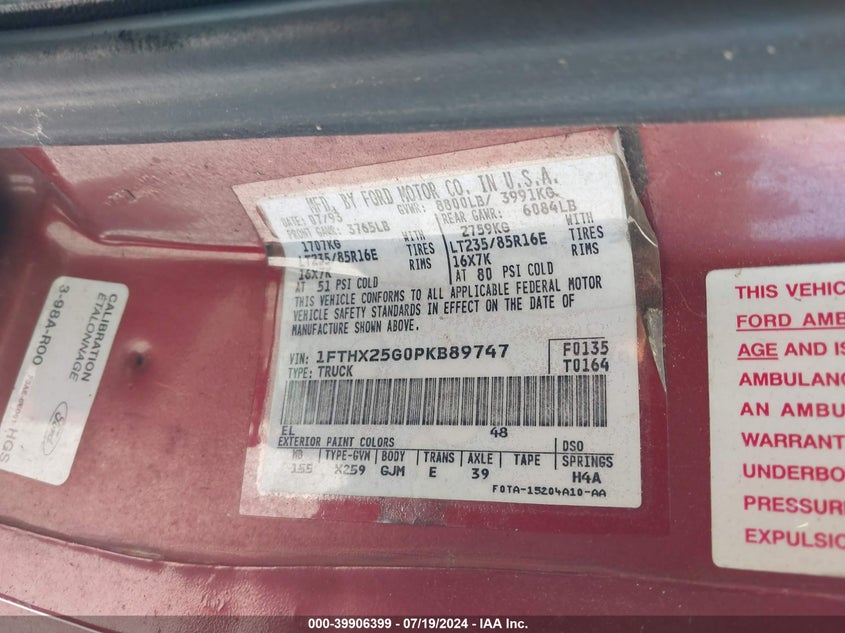 MFD. BY FORD MOTOR CO. IN U.S.A.
DATE: 07/93 GVWR: 8800LB/ 3991KG
FRONT GAWR: 3765LB REAR GAWR: 6084LB
1707KG WITH 2759KG WITH
LT235/85R16E TIRES LT235/85R16E TIRES
16X7K RIMS 16X7K RIMS
AT 51 PSI COLD AT 80 PSI COLD
THIS VEHICLE CONFORMS TO ALL APPLICABLE FEDERAL MOTOR
VEHICLE SAFETY STANDARDS IN EFFECT ON THE DATE OF
MANUFACTURE SHOWN ABOVE.
VIN: 1FTHX25G0PKB89747 F0135
TYPE: TRUCK T0164
EL 48
EXTERIOR PAINT COLORS DSO
WB TYPE-GVM BODY TRANS AXLE TAPE SPRINGS
155 X259 GJM E 39 H4A
F0TA-15204A10-AA
CALIBRATION
ETALONNAGE
3-98A-R00
HGS
Ford
THIS VEHIC
FORD AMB
AGE AND IS
AMBULANC
AN AMBU
WARRANT
UNDERBO
PRESSURE
EXPULSIO
000-39906399 | 07/19/2024 - IAA Inc.